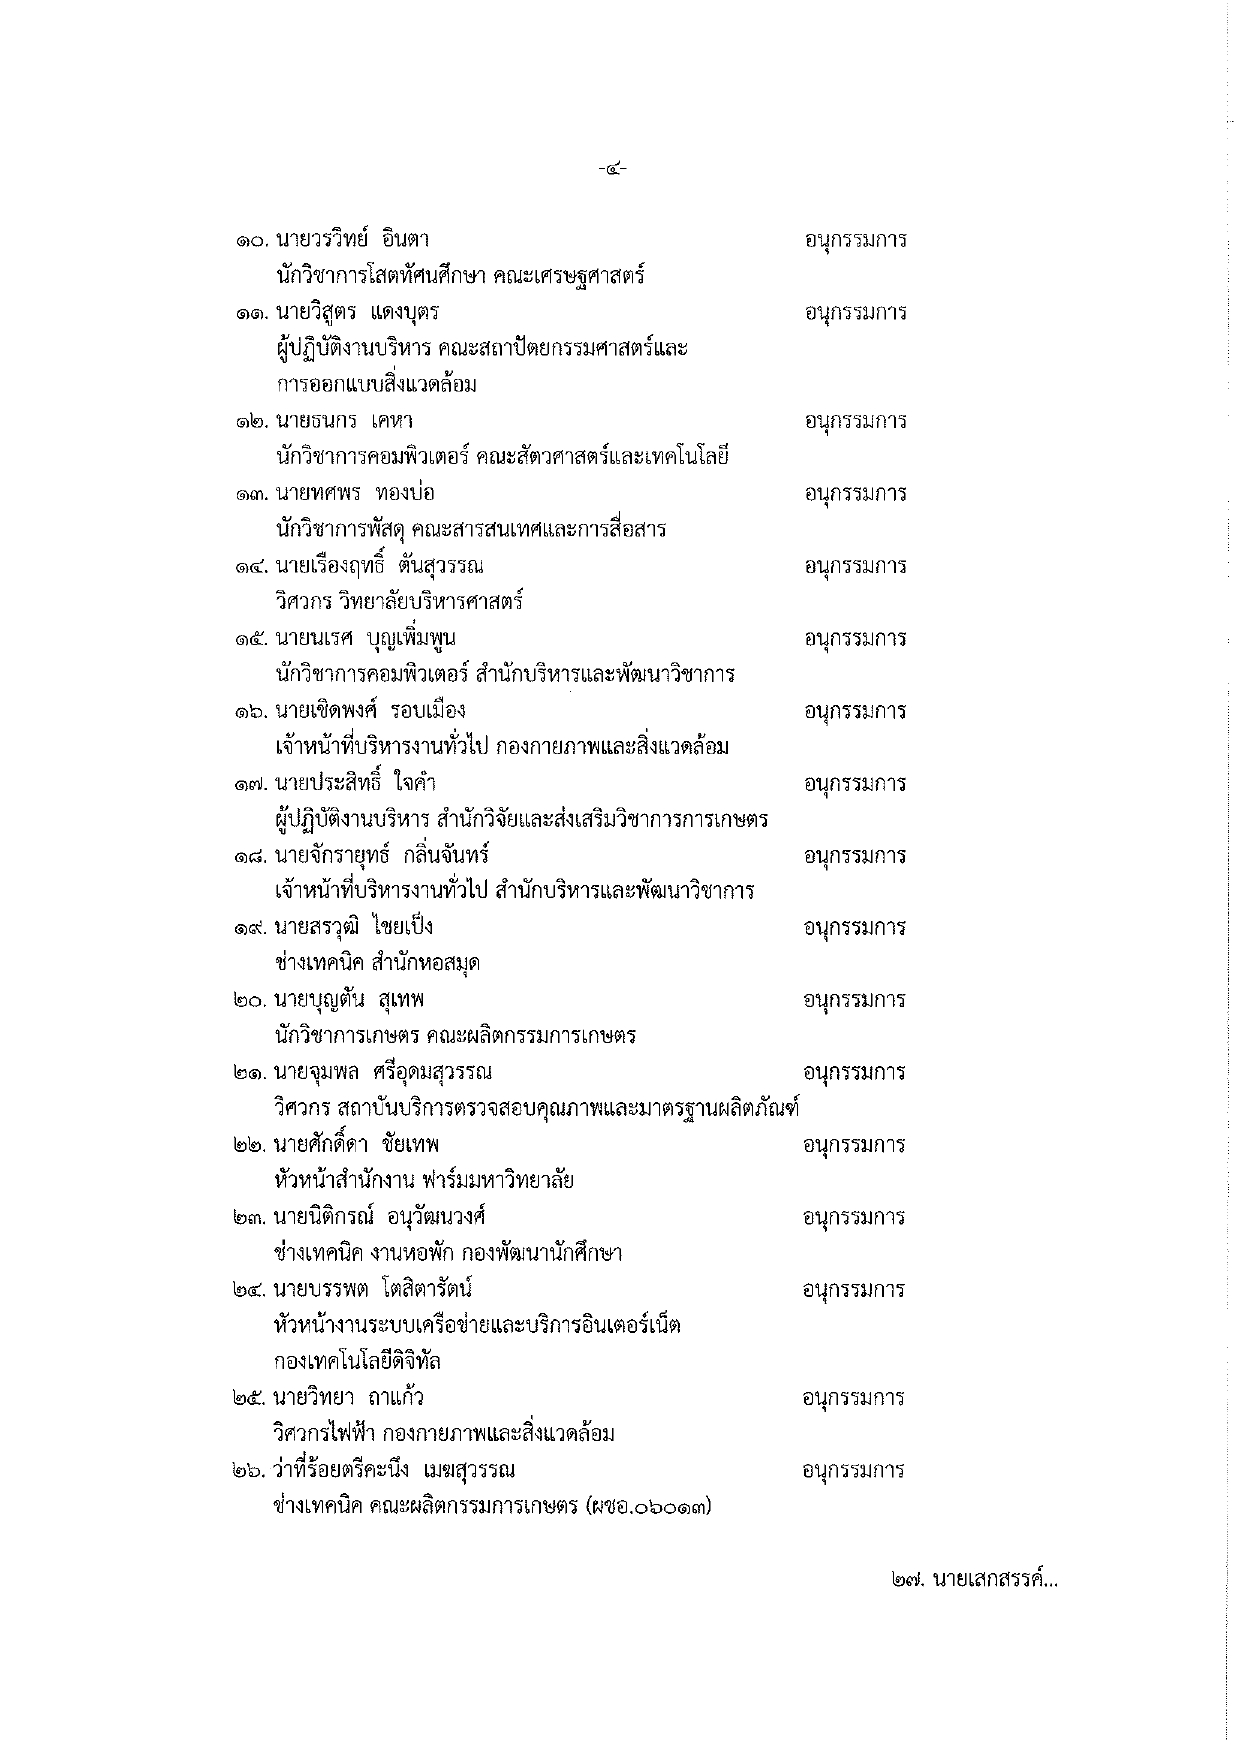 -๔-
๑๐. นายวรวิทย์ อินตา อนุกรรมการ
นักวิชาการโสตทัศนศึกษา คณะเศรษฐศาสตร์
๑๑. นายวิสูตร แดงบุตร อนุกรรมการ
ผู้ปฏิบัติงานบริหาร คณะสถาปัตยกรรมศาสตร์และ
การออกแบบสิ่งแวดล้อม
๑๒. นายธนกร เคหา อนุกรรมการ
นักวิชาการคอมพิวเตอร์ คณะสัตวศาสตร์และเทคโนโลยี
๑๓. นายทศพร ทองบ่อ อนุกรรมการ
นักวิชาการพัสดุ คณะสารสนเทศและการสื่อสาร
๑๔. นายเรืองฤทธิ์ ตันสุวรรณ อนุกรรมการ
วิศวกร วิทยาลัยบริหารศาสตร์
๑๕. นายนเรศ บุญเพิ่มพูน อนุกรรมการ
นักวิชาการคอมพิวเตอร์ สำนักบริหารและพัฒนาวิชาการ
๑๖. นายเชิดพงศ์ รอบเมือง อนุกรรมการ
เจ้าหน้าที่บริหารงานทั่วไป กองกายภาพและสิ่งแวดล้อม
๑๗. นายประสิทธิ์ ใจคำ อนุกรรมการ
ผู้ปฏิบัติงานบริหาร สำนักวิจัยและส่งเสริมวิชาการการเกษตร
๑๘. นายจักรายุทธ์ กลิ่นจันทร์ อนุกรรมการ
เจ้าหน้าที่บริหารงานทั่วไป สำนักบริหารและพัฒนาวิชาการ
๑๙. นายสรวุฒิ ไชยเป็ง อนุกรรมการ
ช่างเทคนิค สำนักหอสมุด
๒๐. นายบุญตัน สุเทพ อนุกรรมการ
นักวิชาการเกษตร คณะผลิตกรรมการเกษตร
๒๑. นายจุมพล ศรีอุดมสุวรรณ อนุกรรมการ
วิศวกร สถาบันบริการตรวจสอบคุณภาพและมาตรฐานผลิตภัณฑ์
๒๒. นายศักดิ์ดา ชัยเทพ อนุกรรมการ
หัวหน้าสำนักงาน ฟาร์มมหาวิทยาลัย
๒๓. นายนิติกรณ์ อนุวัฒนวงศ์ อนุกรรมการ
ช่างเทคนิค งานหอพัก กองพัฒนานักศึกษา
๒๔. นายบรรพต โตสิตารัตน์ อนุกรรมการ
หัวหน้างานระบบเครือข่ายและบริการอินเตอร์เน็ต
กองเทคโนโลยีดิจิทัล
๒๕. นายวิทยา ถาแก้ว อนุกรรมการ
วิศวกรไฟฟ้า กองกายภาพและสิ่งแวดล้อม
๒๖. ว่าที่ร้อยตรีคะนึง เมฆสุวรรณ อนุกรรมการ
ช่างเทคนิค คณะผลิตกรรมการเกษตร (ผชอ.๐๖๐๑๓)
๒๗. นายเสกสรรค์...